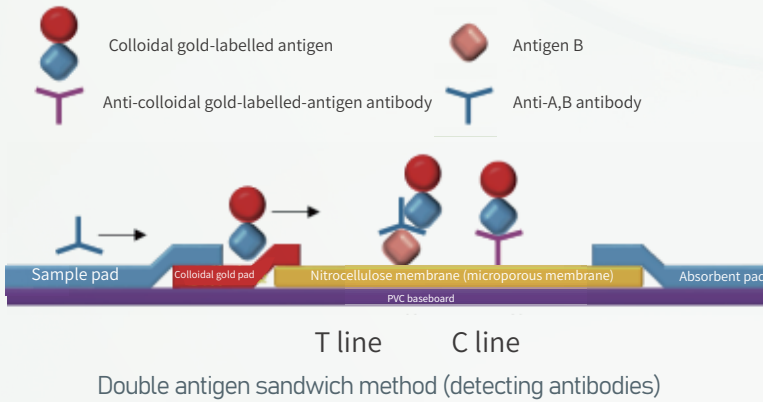 Colloidal gold-labelled antigen
Antigen B
Anti-colloidal gold-labelled-antigen antibody
Anti-A,B antibody
Sample pad
Colloidal gold pad
Nitrocellulose membrane (microporous membrane)
Absorbent pad
PVC baseboard
T line
C line
Double antigen sandwich method (detecting antibodies)